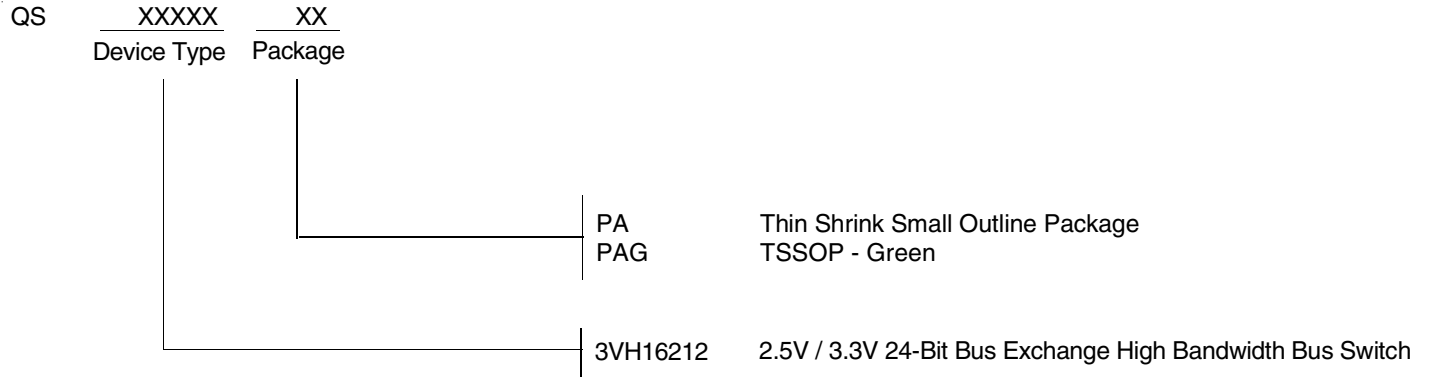 QS XXXXX XX
Device Type Package
PA Thin Shrink Small Outline Package
PAG TSSOP - Green
3VH16212 2.5V / 3.3V 24-Bit Bus Exchange High Bandwidth Bus Switch